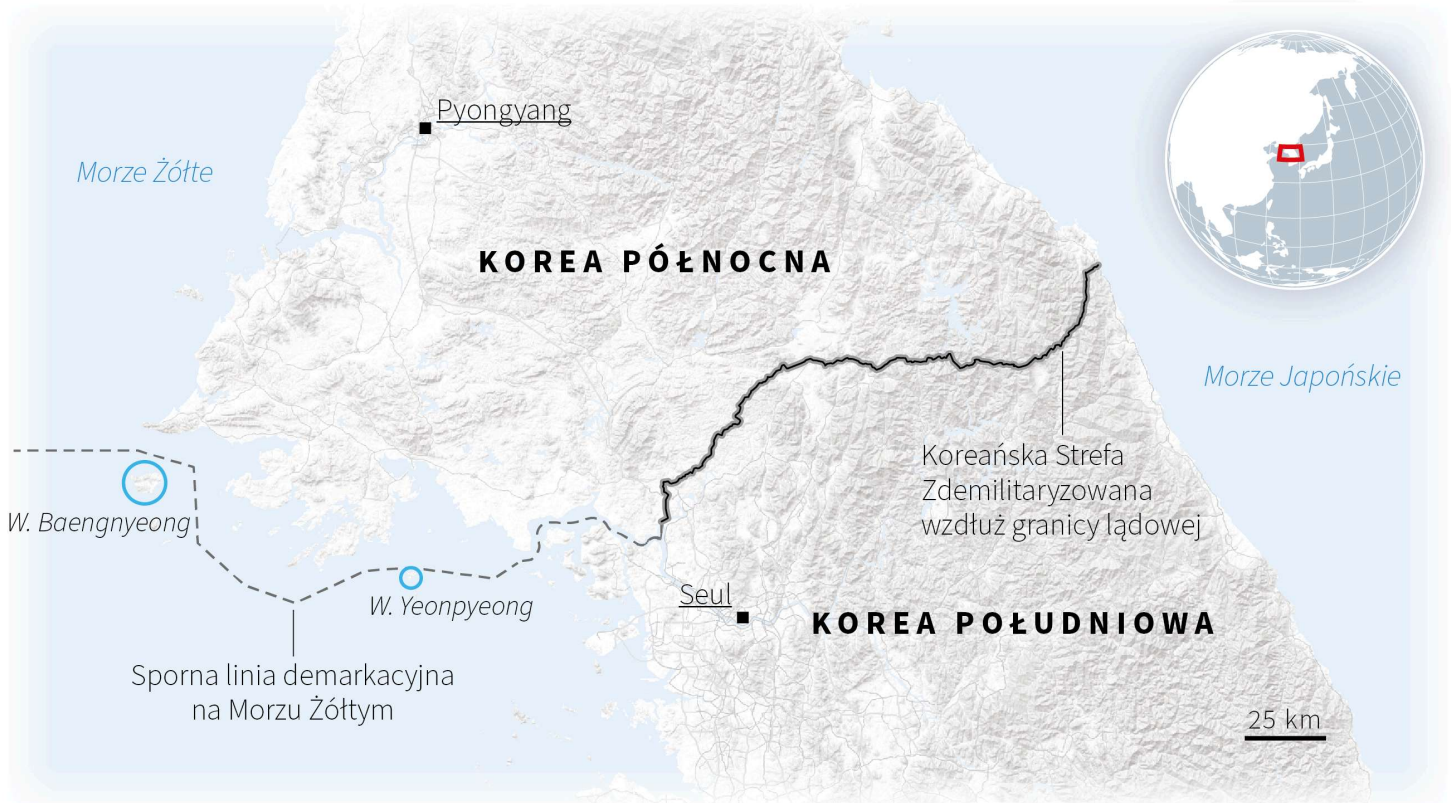 Pyongyang
Morze Żółte
KOREA PÓŁNOCNA
Morze Japońskie
Koreańska Strefa
Zdemilitaryzowana
wzdłuż granicy lądowej
W. Baengnyeong
W. Yeonpyeong
Seul
KOREA POŁUDNIOWA
Sporna linia demarkacyjna
na Morzu Żółtym
25 km